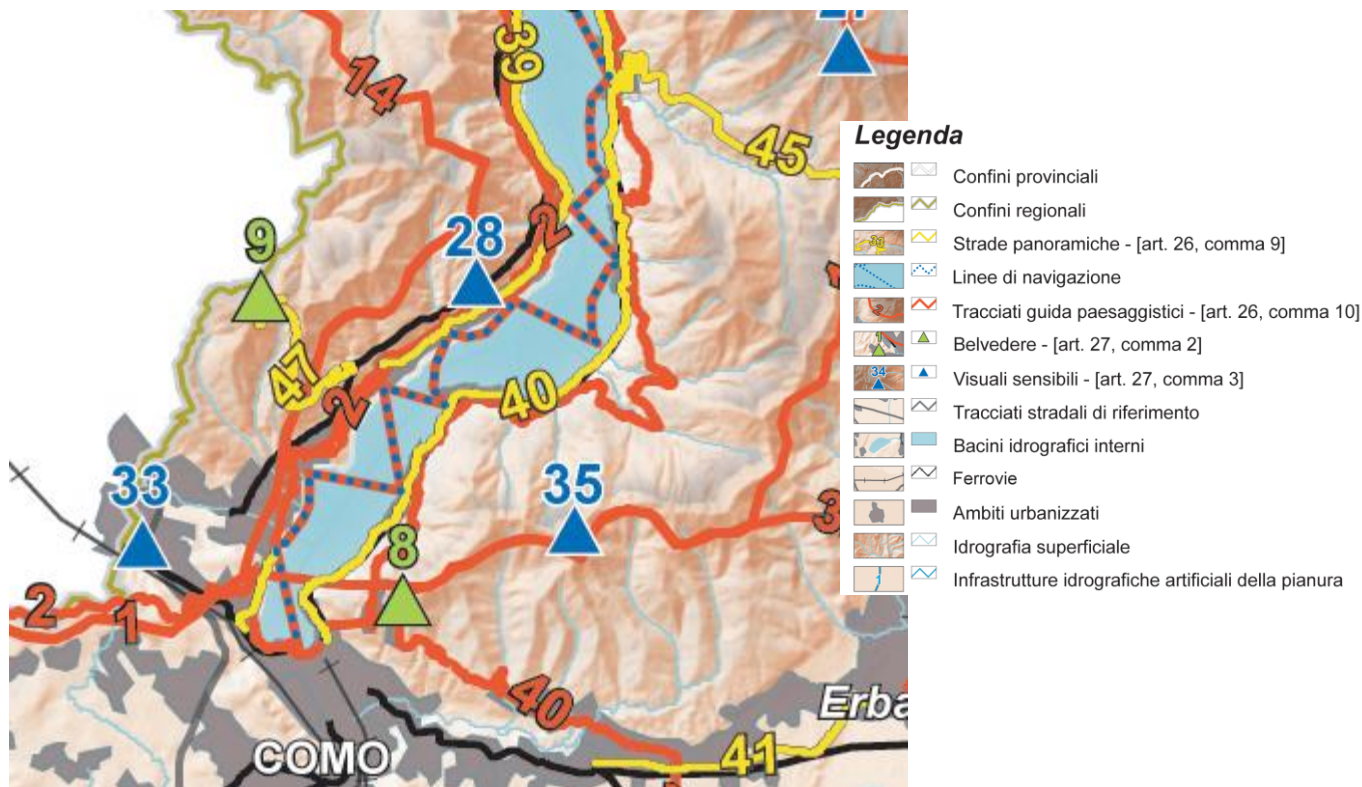 39
14
45
2
28
9
47
2
40
33
35
8
2
1
40
Erba
COMO
41
Legenda
Confini provinciali
Confini regionali
Strade panoramiche - [art. 26, comma 9]
Linee di navigazione
Tracciati guida paesaggistici - [art. 26, comma 10]
Belvedere - [art. 27, comma 2]
34
Visuali sensibili - [art. 27, comma 3]
Tracciati stradali di riferimento
Bacini idrografici interni
Ferrovie
Ambiti urbanizzati
Idrografia superficiale
Infrastrutture idrografiche artificiali della pianura